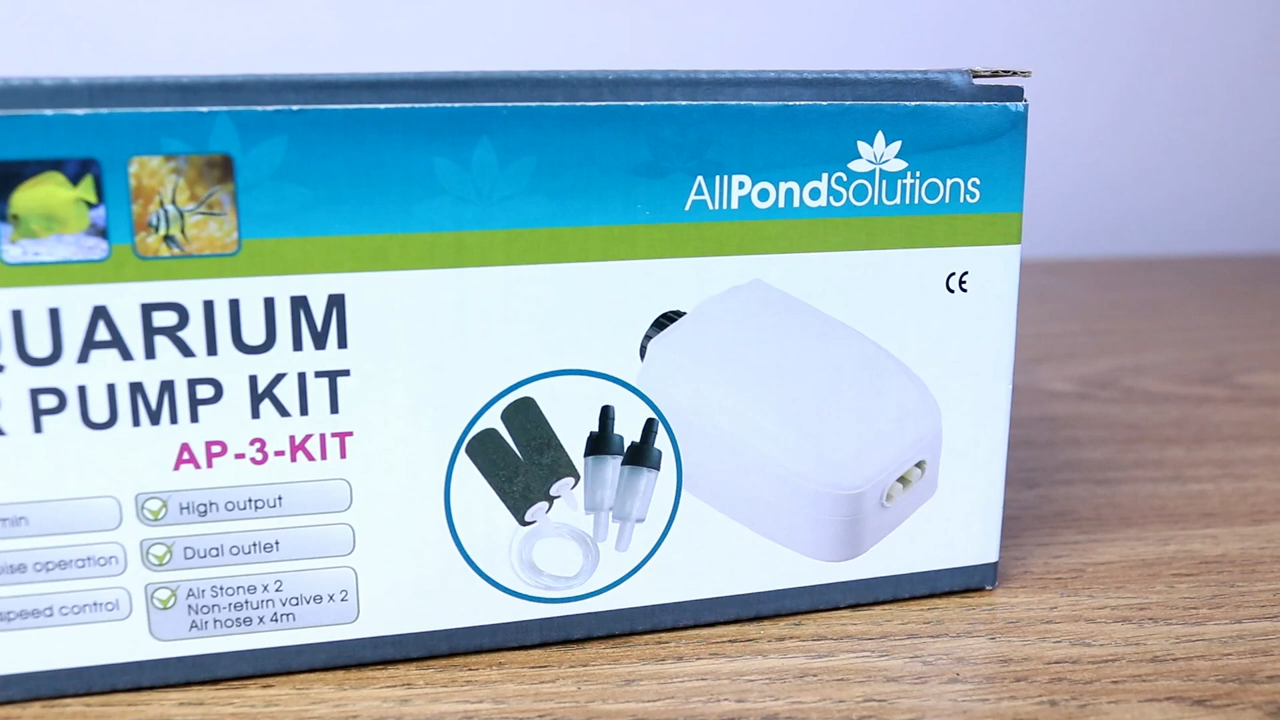 AllPondSolutions
CE
QUARIUM
R PUMP KIT
AP-3-KIT
min
High output
ise operation
Dual outlet
speed control
Air Stone x 2
Non-return valve x 2
Air hose x 4m